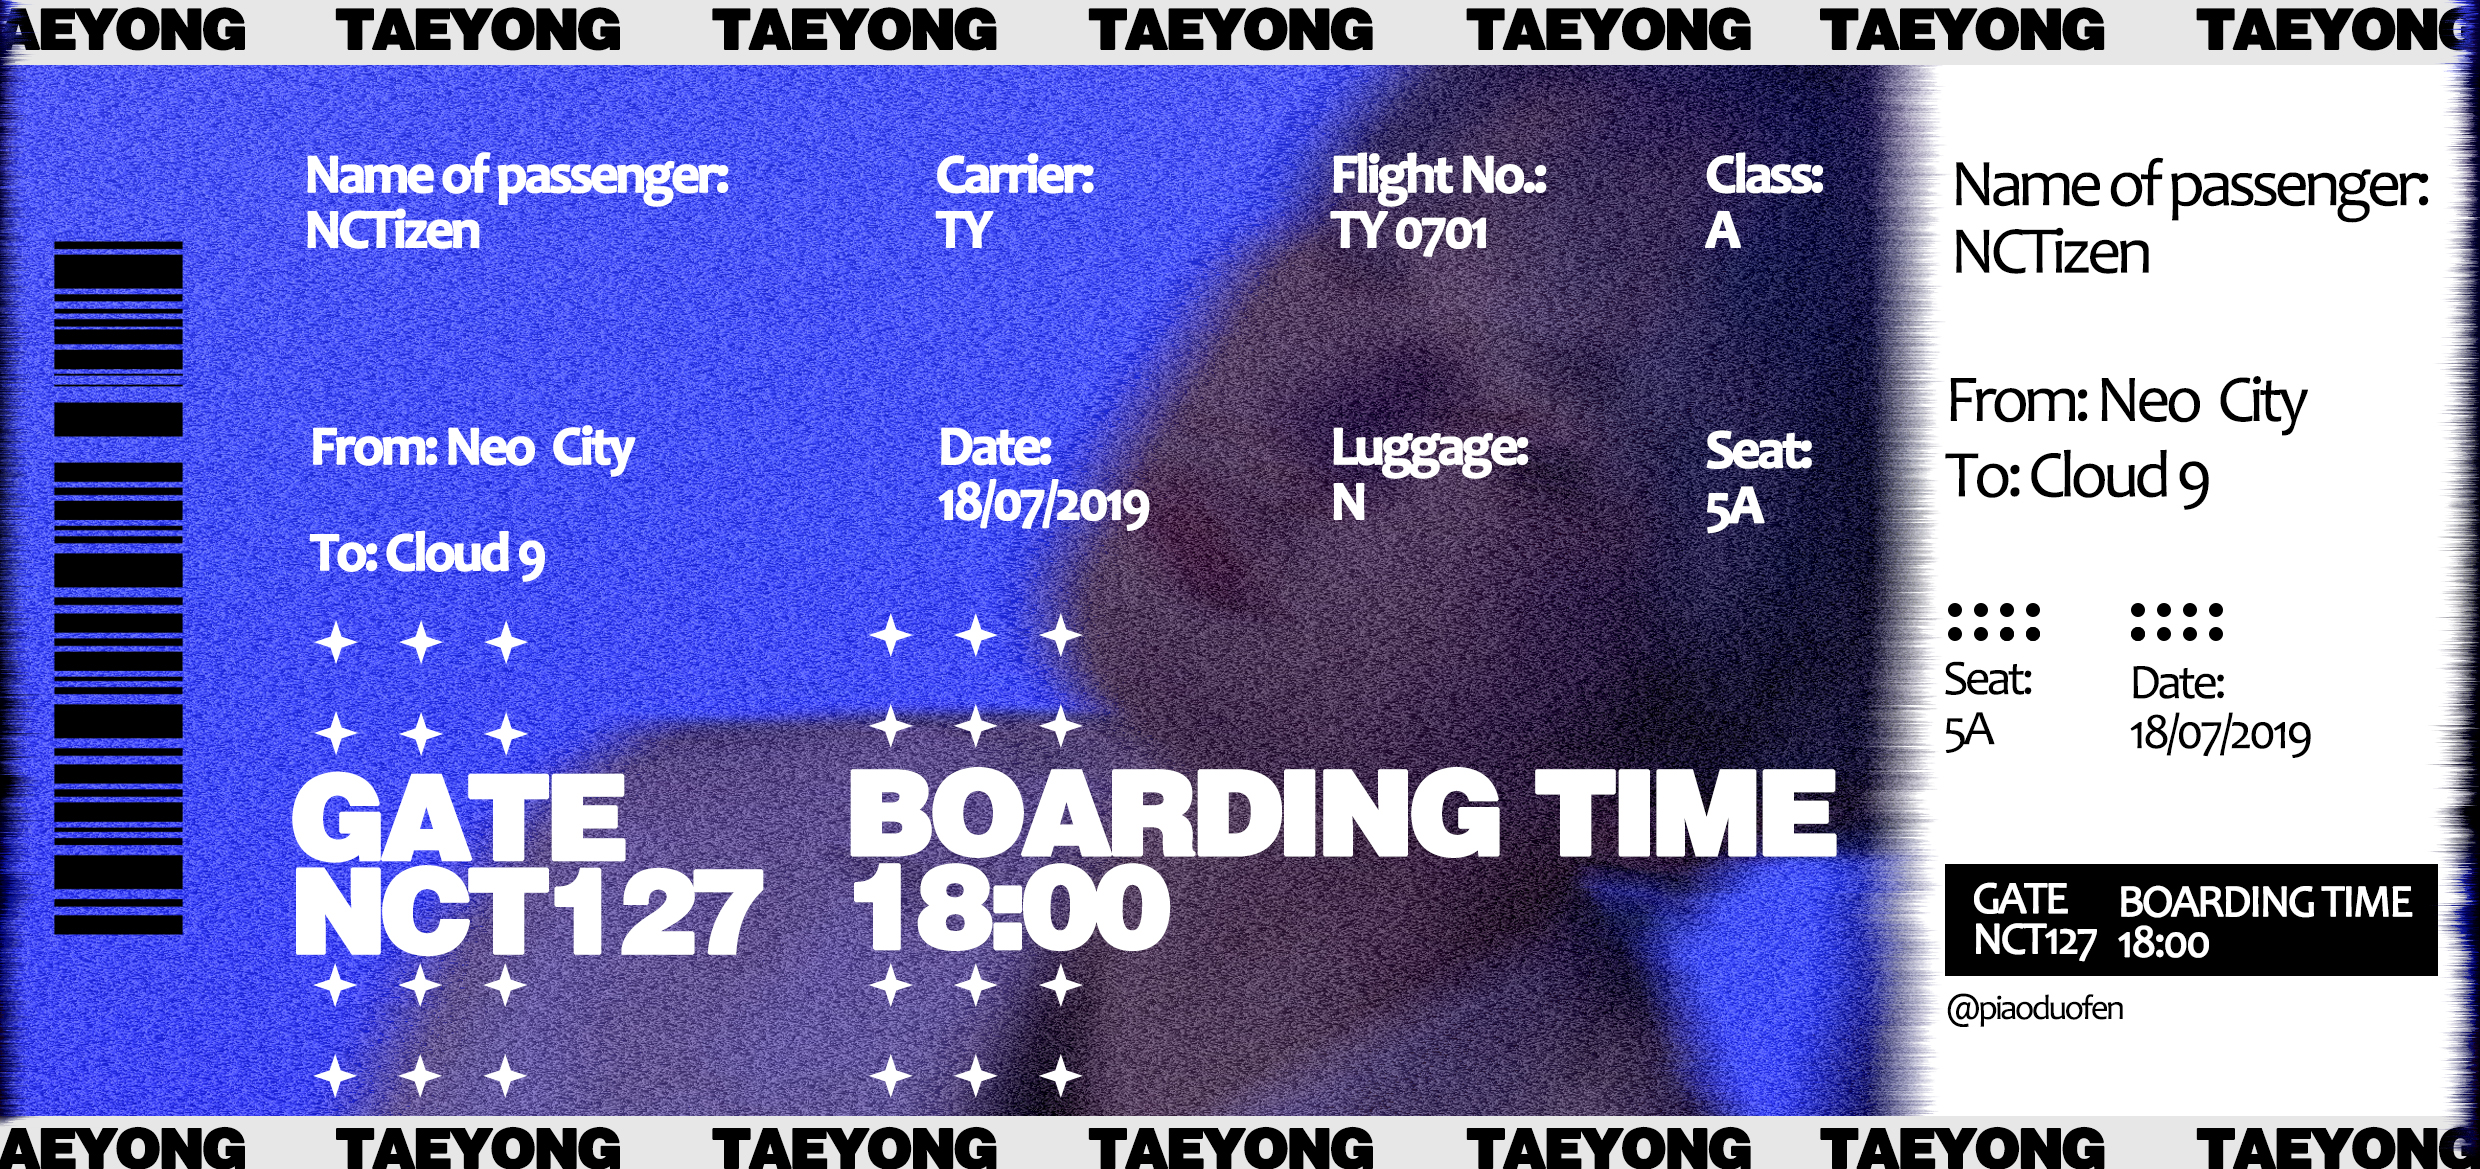 AEYONG TAEYONG TAEYONG TAEYONG TAEYONG TAEYONG TAEYONG
Name of passenger:
NCTizen
Carrier:
TY
Flight No.:
TY 0701
Class:
A
From: Neo City
To: Cloud 9
Date:
18/07/2019
Luggage:
N
Seat:
5A
GATE
NCT127
BOARDING TIME
18:00
Name of passenger:
NCTizen
From: Neo City
To: Cloud 9
Seat:
5A
Date:
18/07/2019
GATE
NCT127
BOARDING TIME
18:00
@piaoduofen
AEYONG TAEYONG TAEYONG TAEYONG TAEYONG TAEYONG TAEYONG